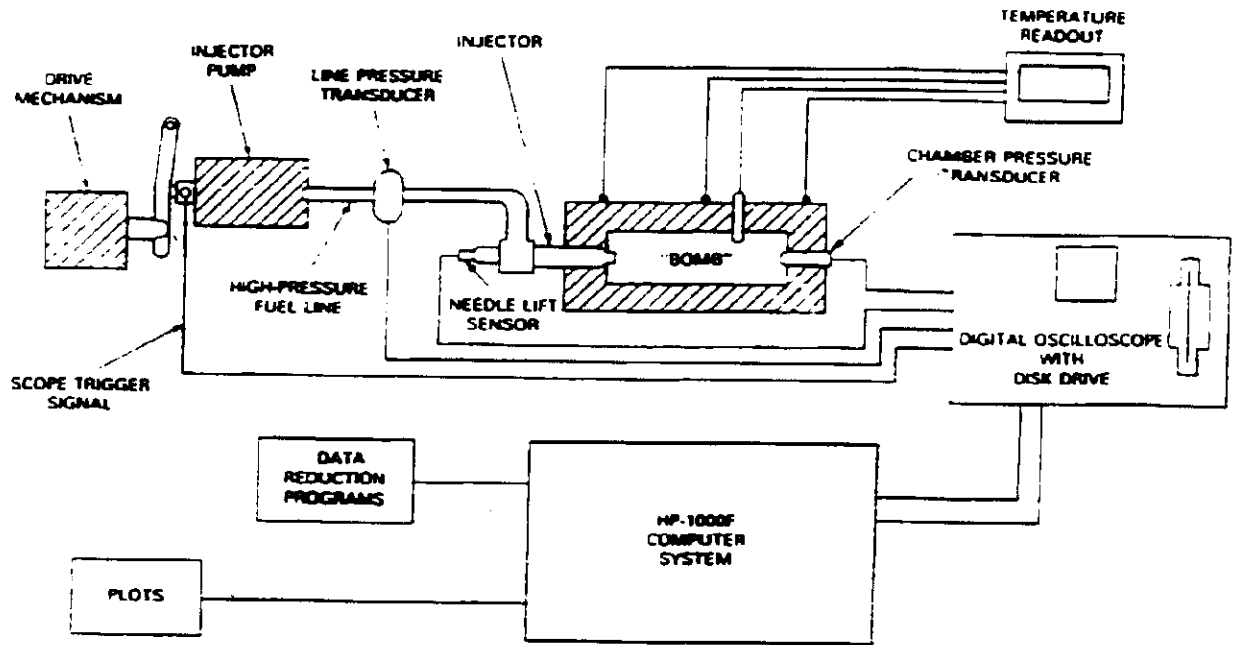 TEMPERATURE
READOUT
INJECTOR
PUMP
INJECTOR
LINE PRESSURE
TRANSDUCER
DRIVE
MECHANISM
CHAMBER PRESSURE
TRANSDUCER
"BOMB"
HIGH-PRESSURE
FUEL LINE
NEEDLE LIFT
SENSOR
DIGITAL OSCILLOSCOPE
WITH
DISK DRIVE
SCOPE TRIGGER
SIGNAL
DATA
REDUCTION
PROGRAMS
HP-1000F
COMPUTER
SYSTEM
PLOTS